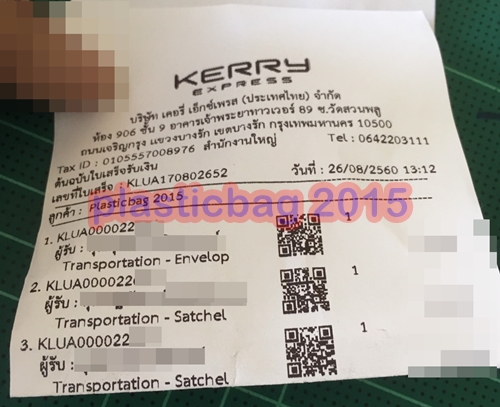 KERRY
EXPRESS
บริษัท เคอรี่ เอ็กซ์เพรส (ประเทศไทย) จำกัด
ห้อง 906 ชั้น 9 อาคารเจ้าพระยาทาวเวอร์ 89 ซ.วัดสวนพลู
ถนนเจริญกรุง แขวงบางรัก เขตบางรัก กรุงเทพมหานคร 10500
Tax ID : 0105557008976 สำนักงานใหญ่ Tel : 0642203111
ต้นฉบับใบเสร็จรับเงิน
เลขที่ใบเสร็จ : KLUA170802652 วันที่ : 26/08/2560 13:12
ลูกค้า : Plasticbag 2015
plasticbag 2015
1. KLUA000022 1
ผู้รับ :
Transportation - Envelop
2. KLUA000022 1
ผู้รับ :
Transportation - Satchel
3. KLUA000022 1
ผู้รับ :
Transportation - Satchel